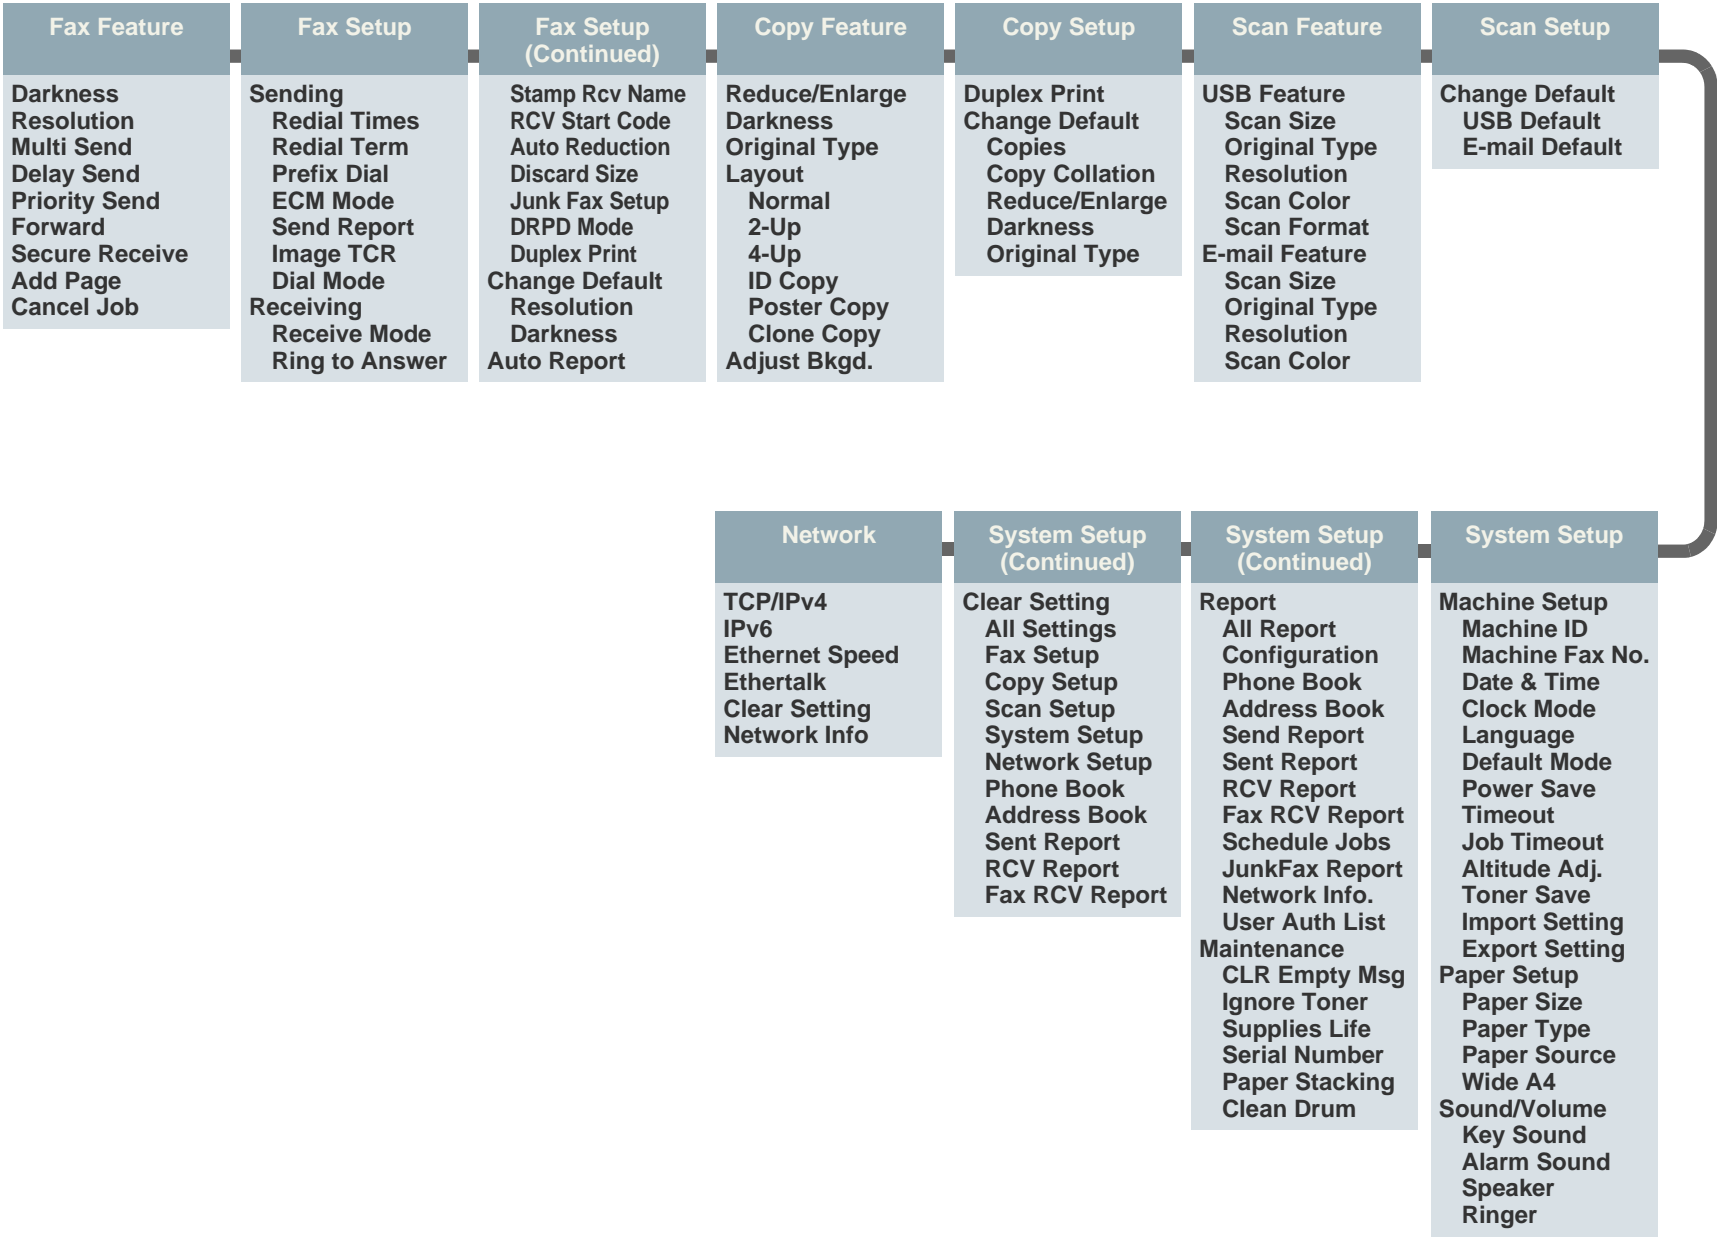 Fax Feature
Darkness
Resolution
Multi Send
Delay Send
Priority Send
Forward
Secure Receive
Add Page
Cancel Job
Fax Setup
Sending
Redial Times
Redial Term
Prefix Dial
ECM Mode
Send Report
Image TCR
Dial Mode
Receiving
Receive Mode
Ring to Answer
Fax Setup
(Continued)
Stamp Rcv Name
RCV Start Code
Auto Reduction
Discard Size
Junk Fax Setup
DRPD Mode
Duplex Print
Change Default
Resolution
Darkness
Auto Report
Copy Feature
Reduce/Enlarge
Darkness
Original Type
Layout
Normal
2-Up
4-Up
ID Copy
Poster Copy
Clone Copy
Adjust Bkgd.
Copy Setup
Duplex Print
Change Default
Copies
Copy Collation
Reduce/Enlarge
Darkness
Original Type
Scan Feature
USB Feature
Scan Size
Original Type
Resolution
Scan Color
Scan Format
E-mail Feature
Scan Size
Original Type
Resolution
Scan Color
Scan Setup
Change Default
USB Default
E-mail Default
Network
TCP/IPv4
IPv6
Ethernet Speed
Ethertalk
Clear Setting
Network Info
System Setup
(Continued)
Clear Setting
All Settings
Fax Setup
Copy Setup
Scan Setup
System Setup
Network Setup
Phone Book
Address Book
Sent Report
RCV Report
Fax RCV Report
System Setup
(Continued)
Report
All Report
Configuration
Phone Book
Address Book
Send Report
Sent Report
RCV Report
Fax RCV Report
Schedule Jobs
JunkFax Report
Network Info.
User Auth List
Maintenance
CLR Empty Msg
Ignore Toner
Supplies Life
Serial Number
Paper Stacking
Clean Drum
System Setup
Machine Setup
Machine ID
Machine Fax No.
Date & Time
Clock Mode
Language
Default Mode
Power Save
Timeout
Job Timeout
Altitude Adj.
Toner Save
Import Setting
Export Setting
Paper Setup
Paper Size
Paper Type
Paper Source
Wide A4
Sound/Volume
Key Sound
Alarm Sound
Speaker
Ringer